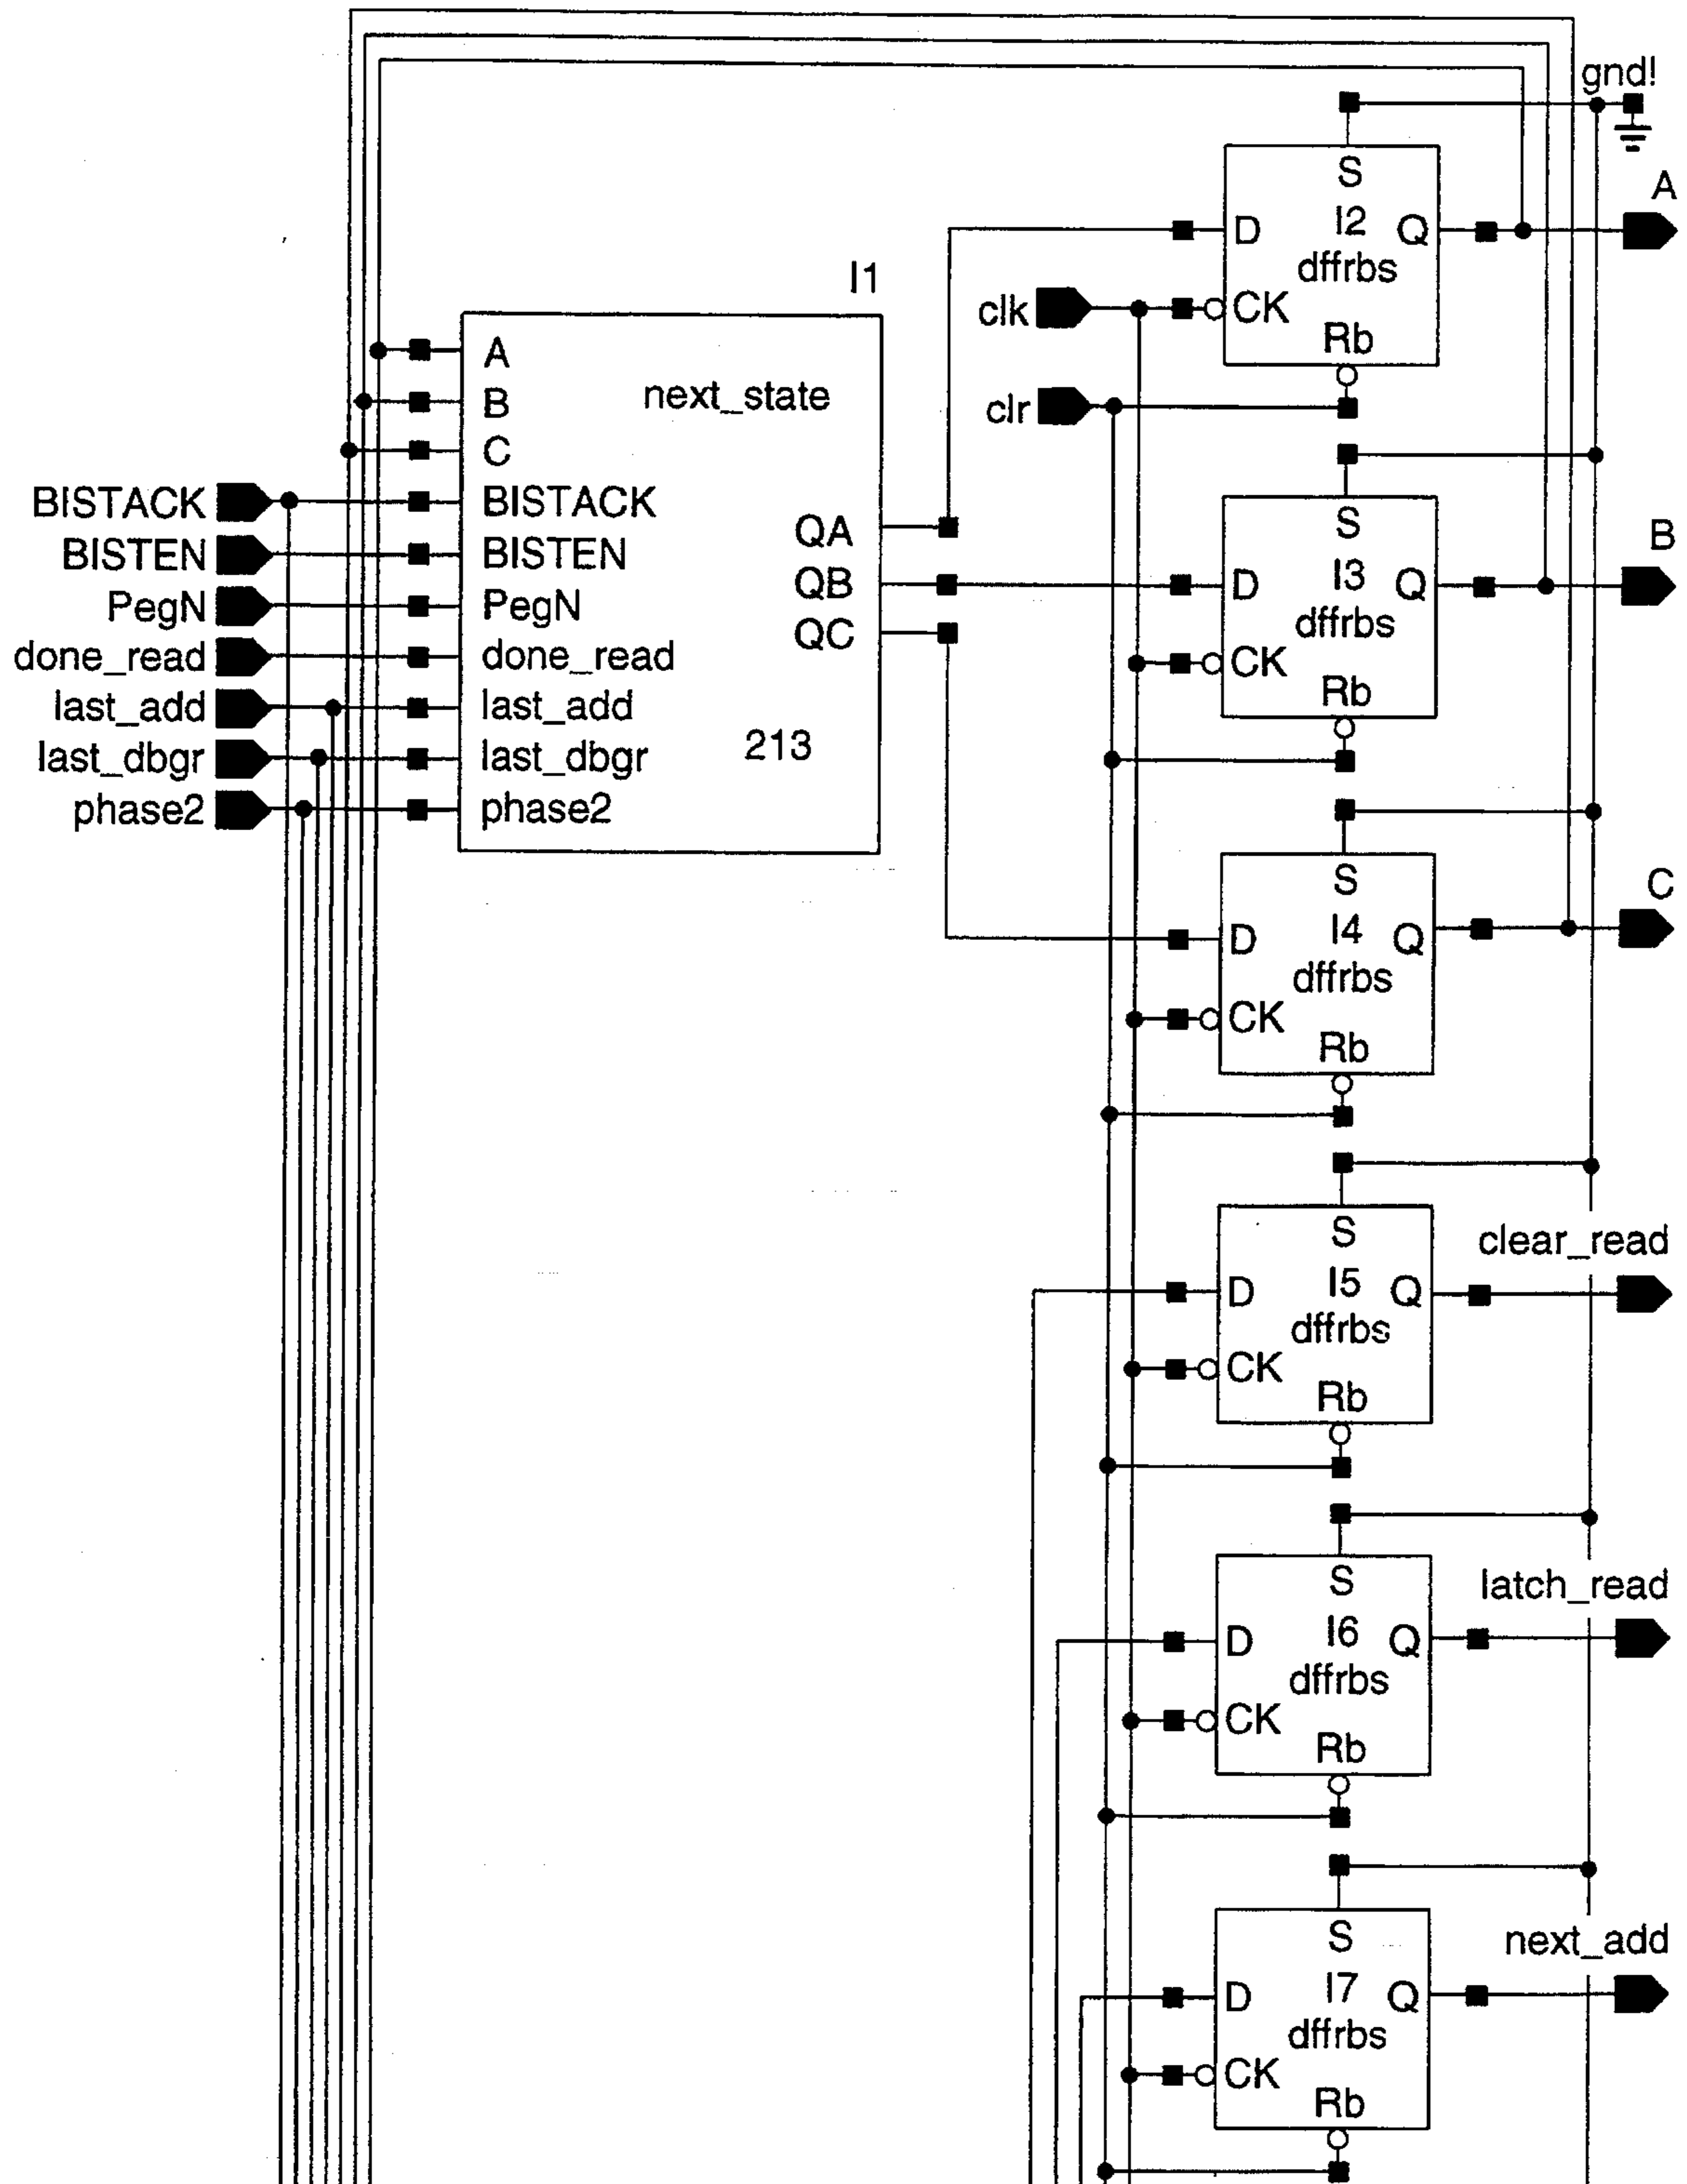 gnd!
S
A
D
I2
Q
dffrbs
I1
clk
CK
Rb
A
next_state
B
clr
C
BISTACK
BISTACK
QA
S
B
BISTEN
BISTEN
QB
D
I3
Q
PegN
PegN
QC
dffrbs
done_read
done_read
CK
last_add
last_add
Rb
last_dbgr
last_dbgr
213
phase2
phase2
S
C
D
I4
Q
dffrbs
CK
Rb
S
clear_read
D
I5
Q
dffrbs
CK
Rb
S
latch_read
D
I6
Q
dffrbs
CK
Rb
S
next_add
D
I7
Q
dffrbs
CK
Rb